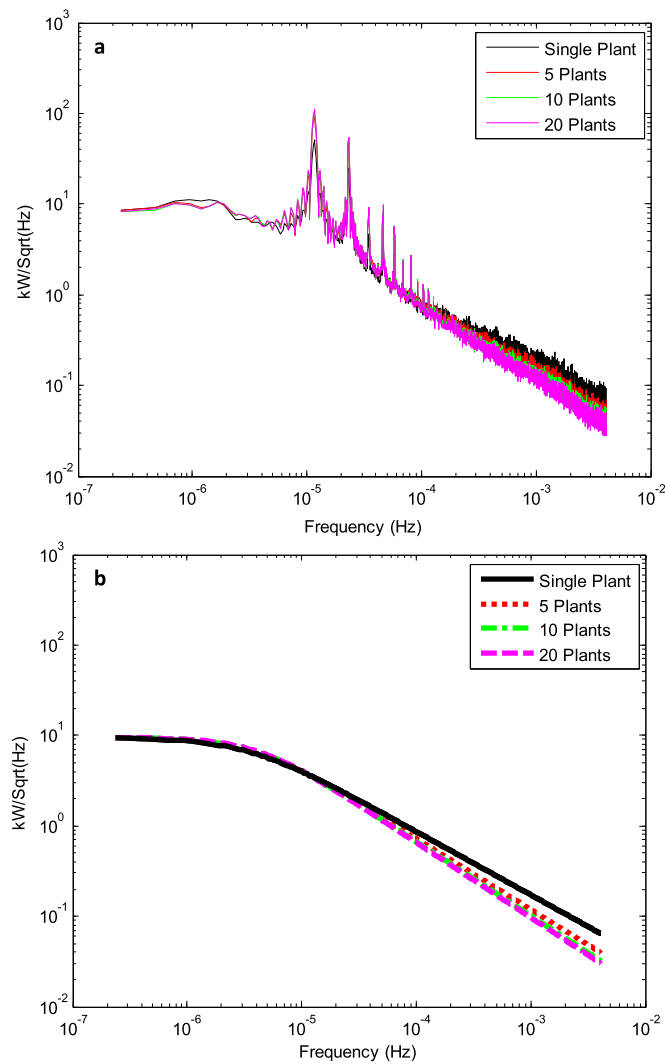 a
Single Plant
5 Plants
10 Plants
20 Plants
10^3
10^2
10^1
10^0
10^-1
10^-2
kW/Sqrt(Hz)
10^-7 10^-6 10^-5 10^-4 10^-3 10^-2
Frequency (Hz)
b
Single Plant
5 Plants
10 Plants
20 Plants
10^3
10^2
10^1
10^0
10^-1
10^-2
kW/Sqrt(Hz)
10^-7 10^-6 10^-5 10^-4 10^-3 10^-2
Frequency (Hz)